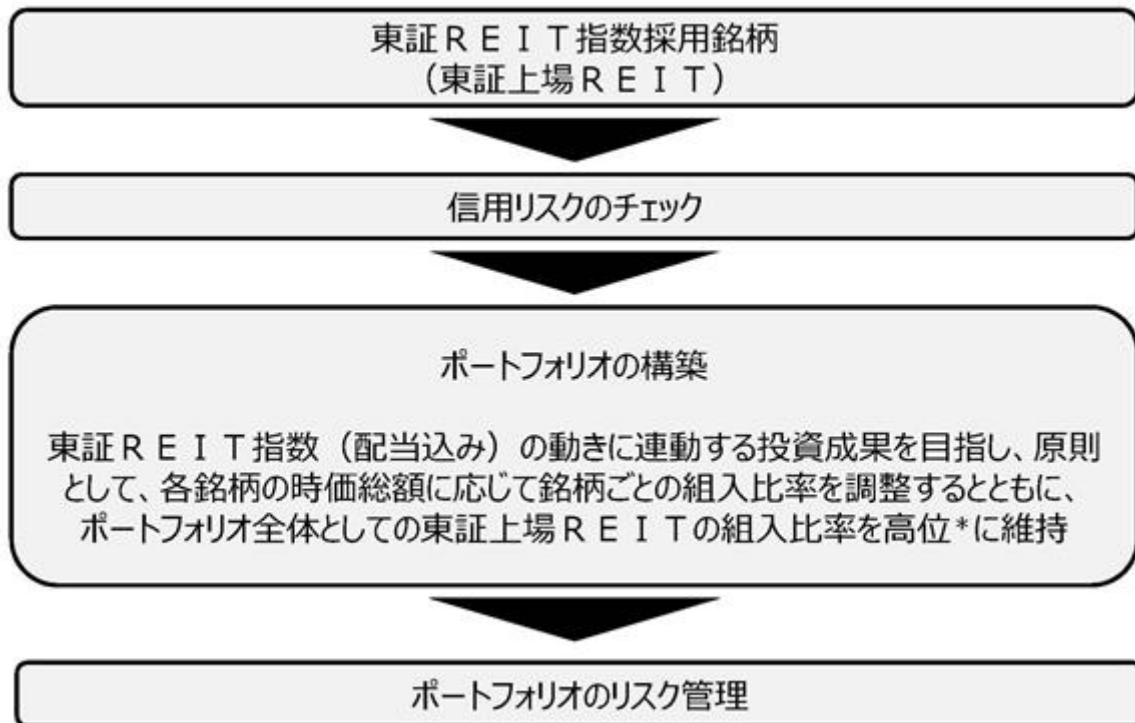 東証ＲＥＩＴ指数採用銘柄
（東証上場ＲＥＩＴ）
信用リスクのチェック
ポートフォリオの構築
東証ＲＥＩＴ指数（配当込み）の動きに連動する投資成果を目指し、原則
として、各銘柄の時価総額に応じて銘柄ごとの組入比率を調整するとともに、
ポートフォリオ全体としての東証上場ＲＥＩＴの組入比率を高位*に維持
ポートフォリオのリスク管理